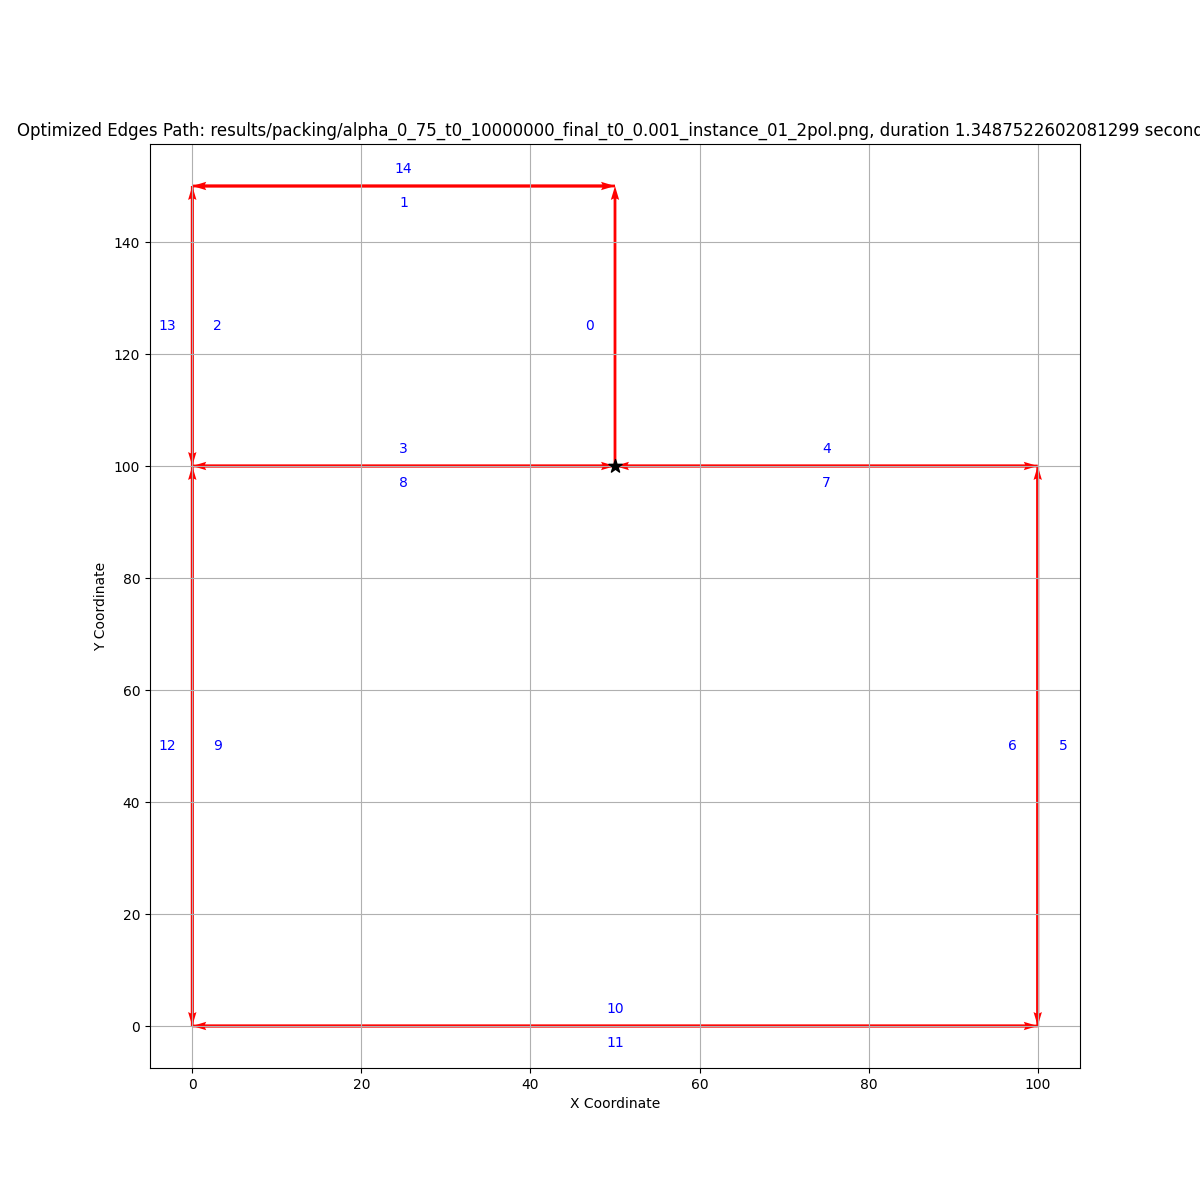 Optimized Edges Path: results/packing/alpha_0_75_t0_10000000_final_t0_0.001_instance_01_2pol.png, duration 1.3487522602081299 secon
14
1
140
13 2 0
120
3 4
100
8 7
80
Y Coordinate
60
12 9 6 5
40
20
10
0
11
0 20 40 60 80 100
X Coordinate